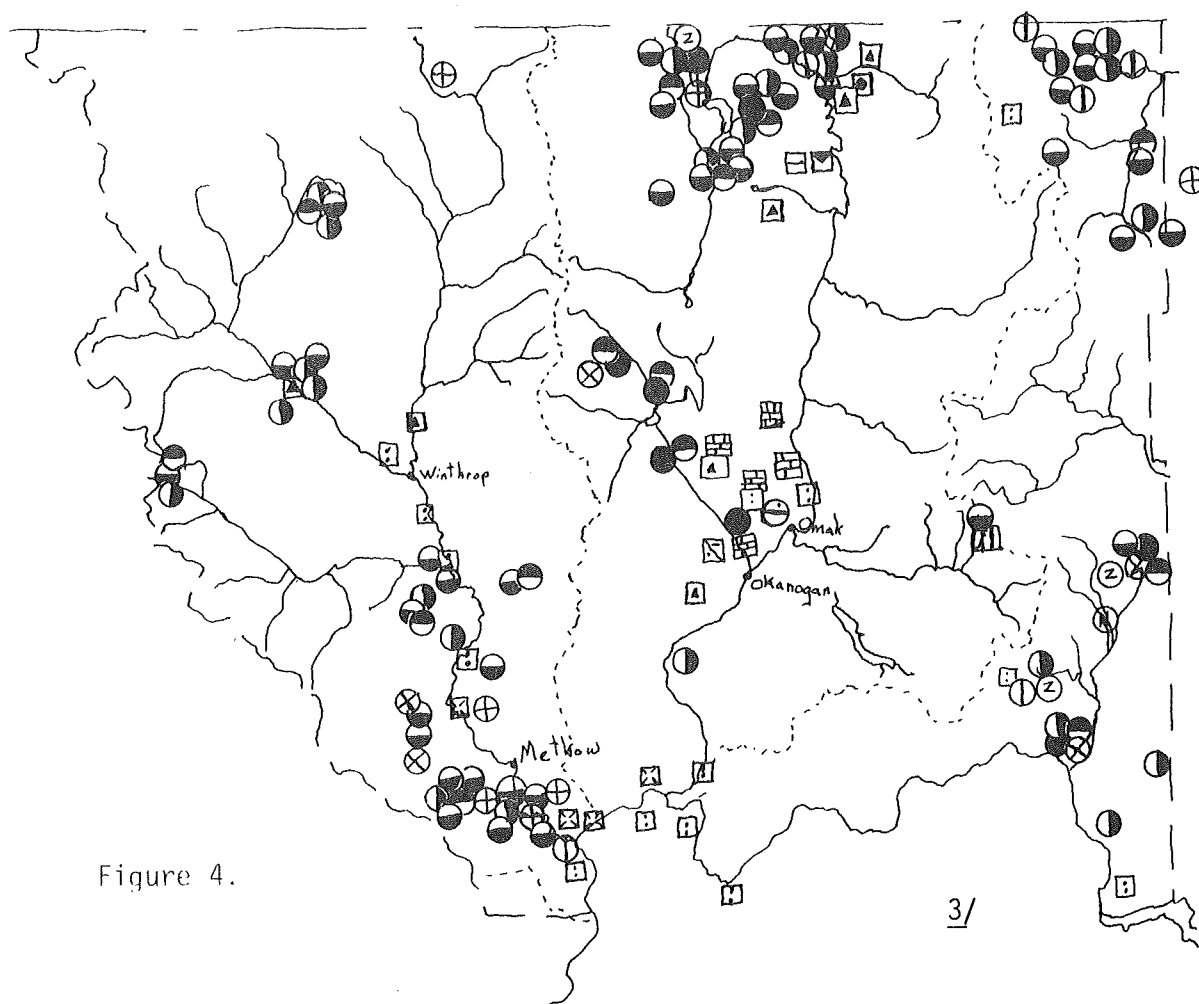 z
Winthrop
Omak
Okanogan
z
z
Methow
Figure 4.
3/